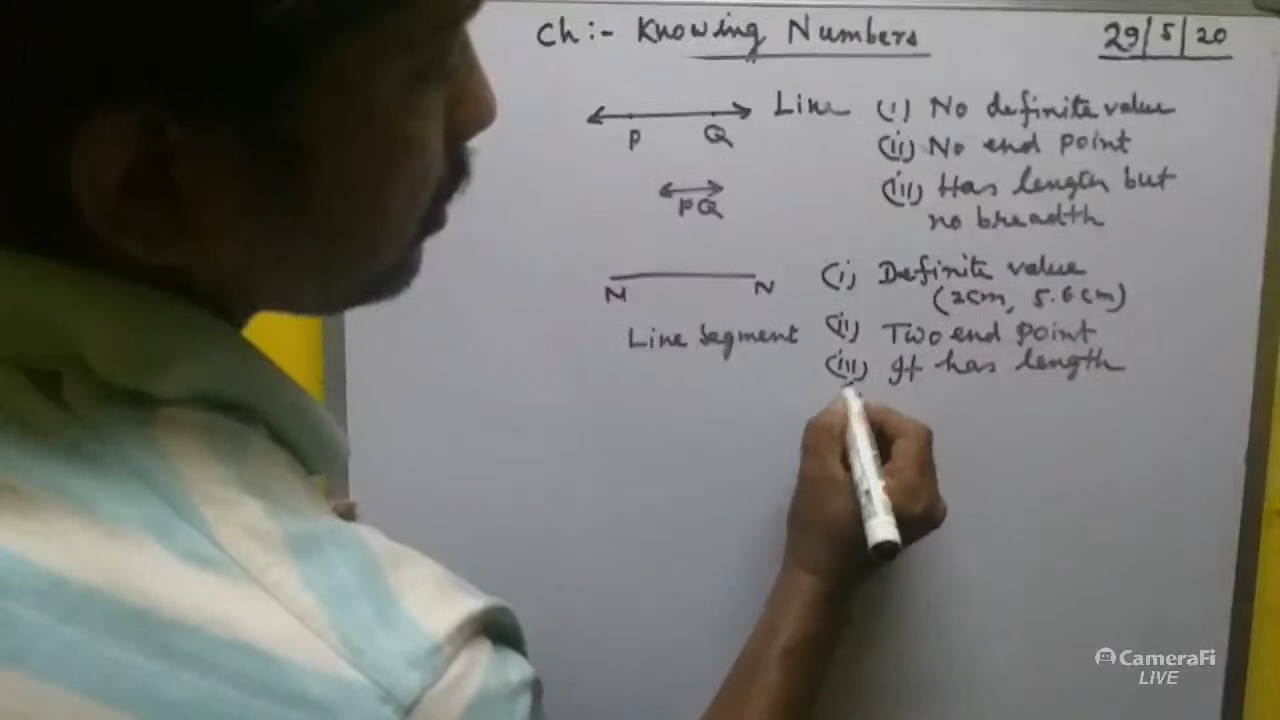 Ch:- Knowing Numbers 29/5/20
Line (i) No definite value
P Q
(ii) No end point
(iii) Has length but
PQ
no breadth
(i) Definite value
N N
(2cm, 5.6cm)
Line Segment (ii) Two end point
(iii) It has length
CameraFi
LIVE